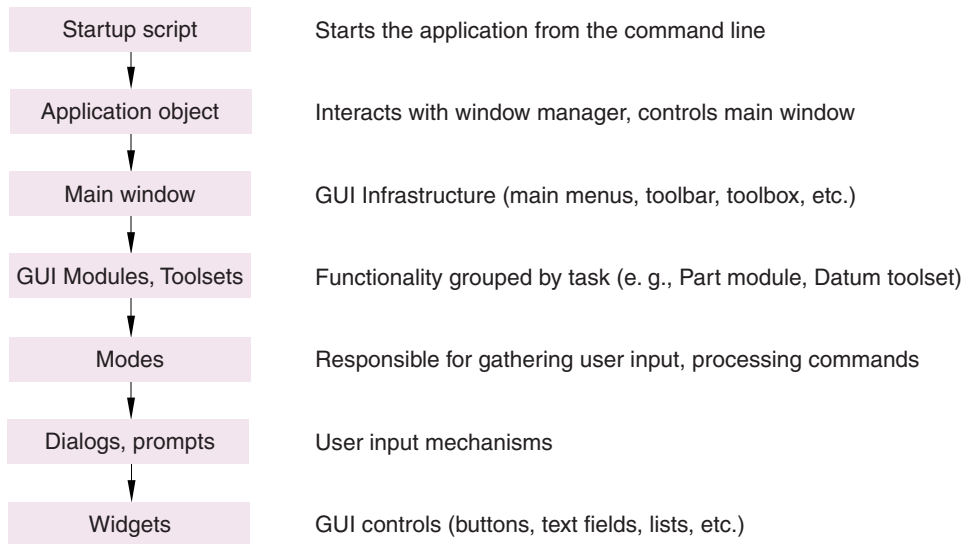 Startup script
Starts the application from the command line
Application object
Interacts with window manager, controls main window
Main window
GUI Infrastructure (main menus, toolbar, toolbox, etc.)
GUI Modules, Toolsets
Functionality grouped by task (e. g., Part module, Datum toolset)
Modes
Responsible for gathering user input, processing commands
Dialogs, prompts
User input mechanisms
Widgets
GUI controls (buttons, text fields, lists, etc.)